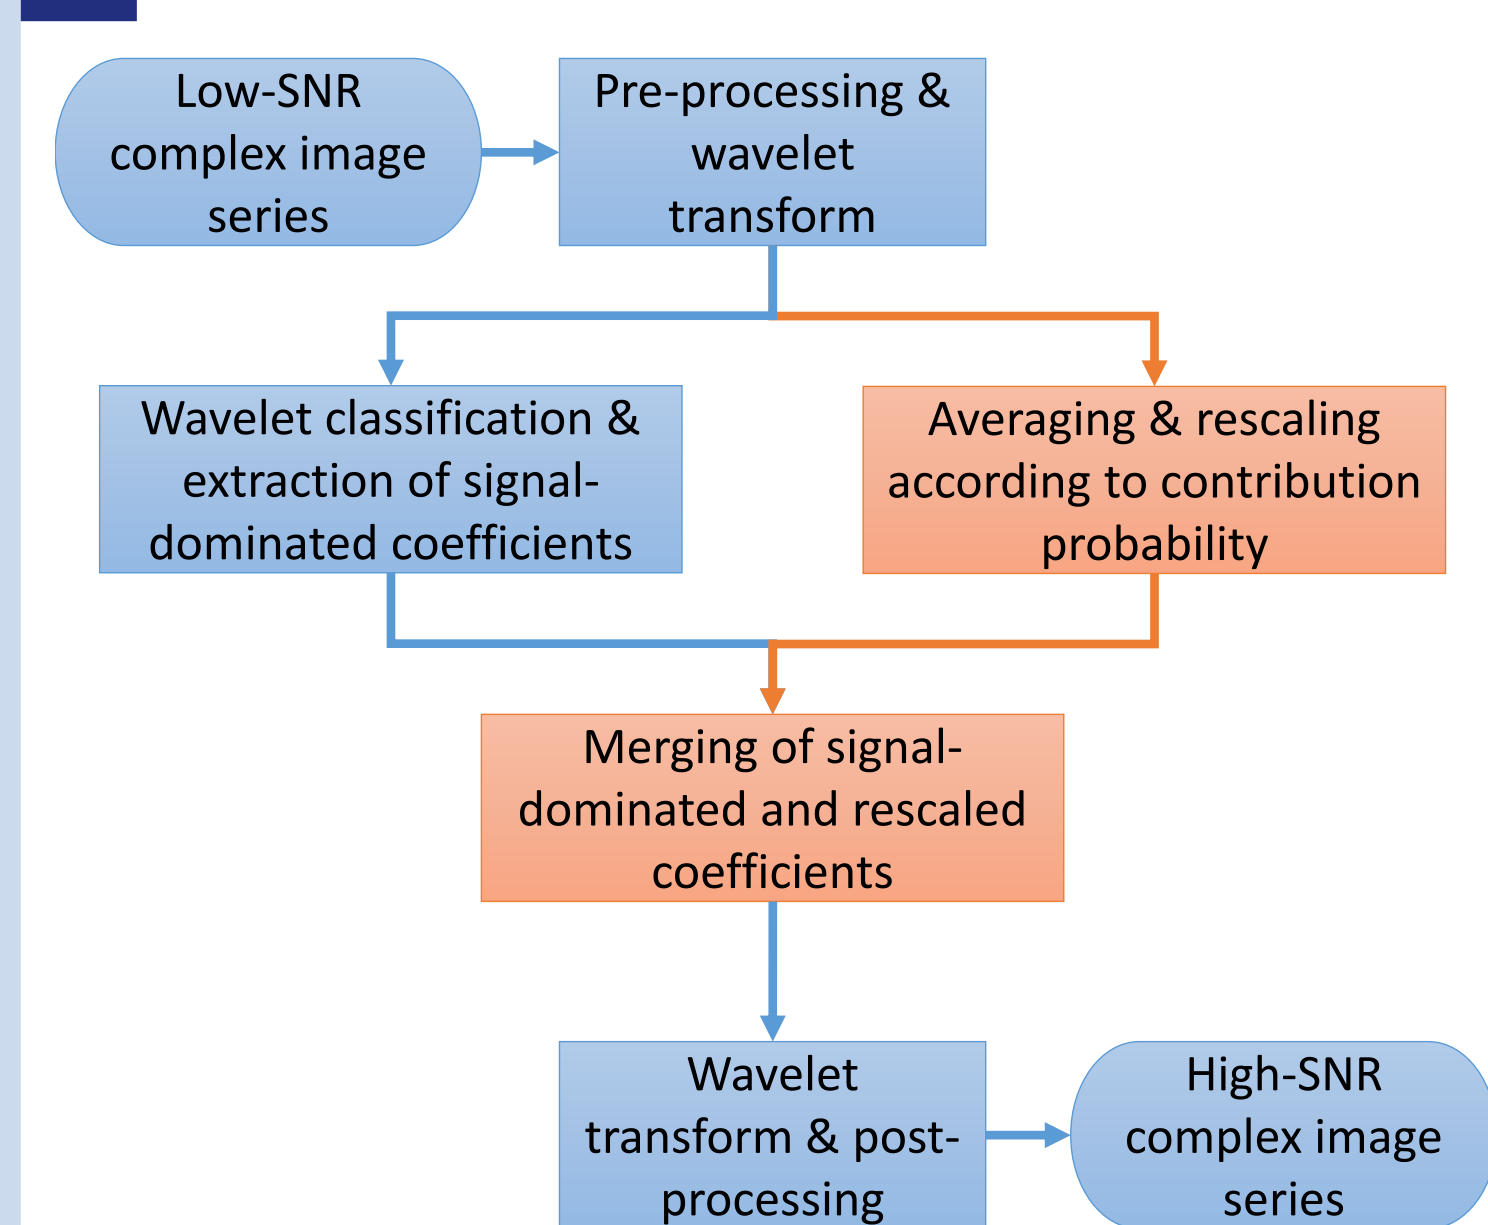 Low-SNR
complex image
series
Pre-processing &
wavelet
transform
Wavelet classification &
extraction of signal-
dominated coefficients
Averaging & rescaling
according to contribution
probability
Merging of signal-
dominated and rescaled
coefficients
Wavelet
transform & post-
processing
High-SNR
complex image
series